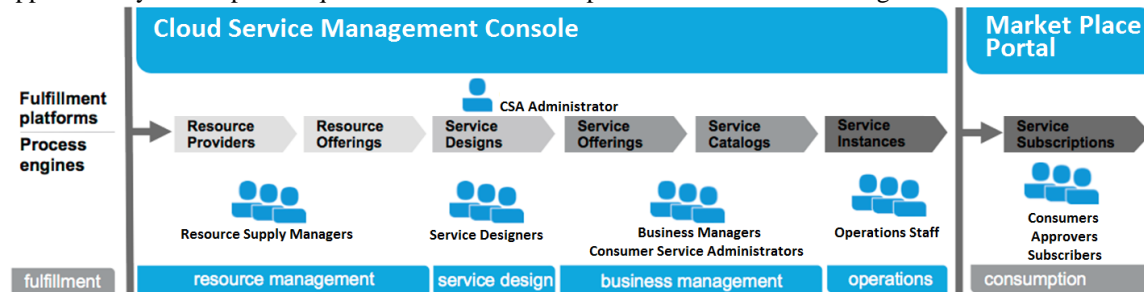 Cloud Service Management Console
Market Place
Portal
Fulfillment
platforms
Process
engines
CSA Administrator
Resource
Providers
Resource
Offerings
Service
Designs
Service
Offerings
Service
Catalogs
Service
Instances
Service
Subscriptions
Resource Supply Managers
Service Designers
Business Managers
Consumer Service Administrators
Operations Staff
Consumers
Approvers
Subscribers
fulfillment
resource management
service design
business management
operations
consumption